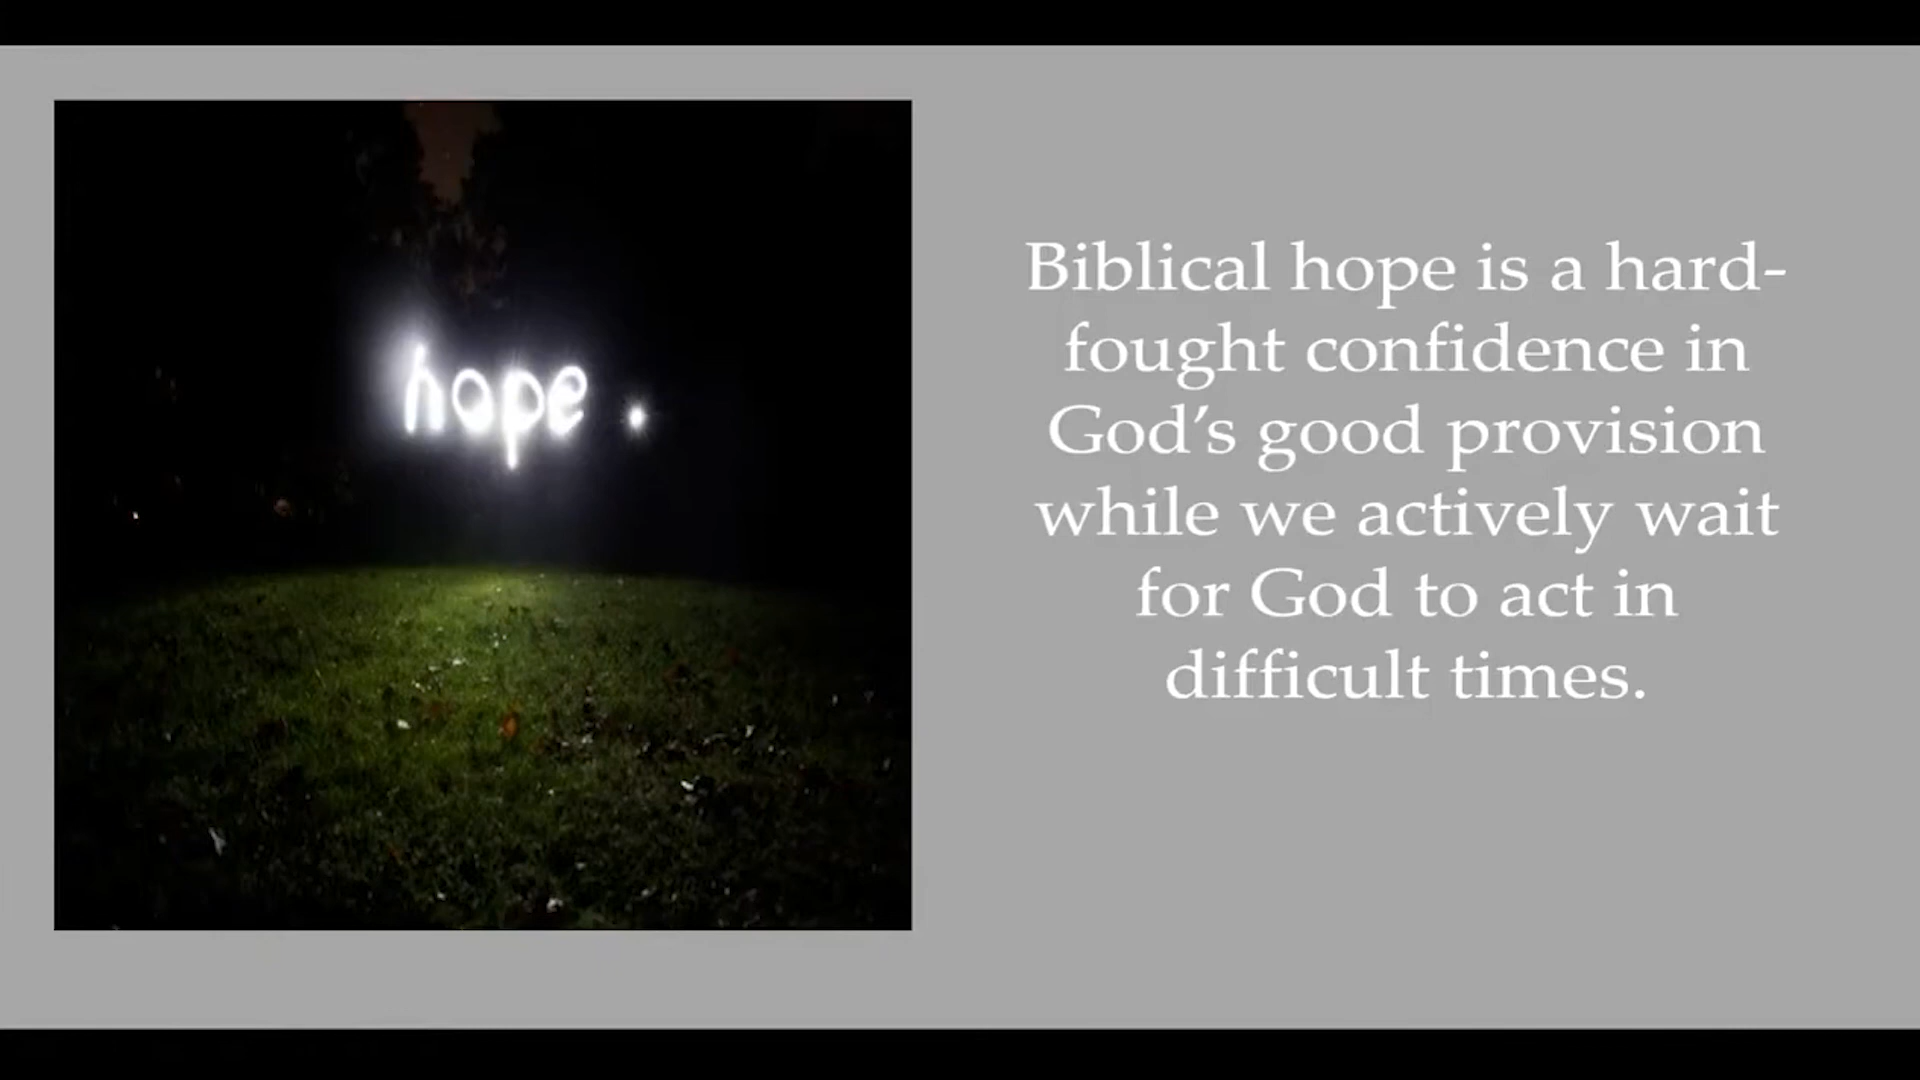 hope.
Biblical hope is a hard-
fought confidence in
God's good provision
while we actively wait
for God to act in
difficult times.